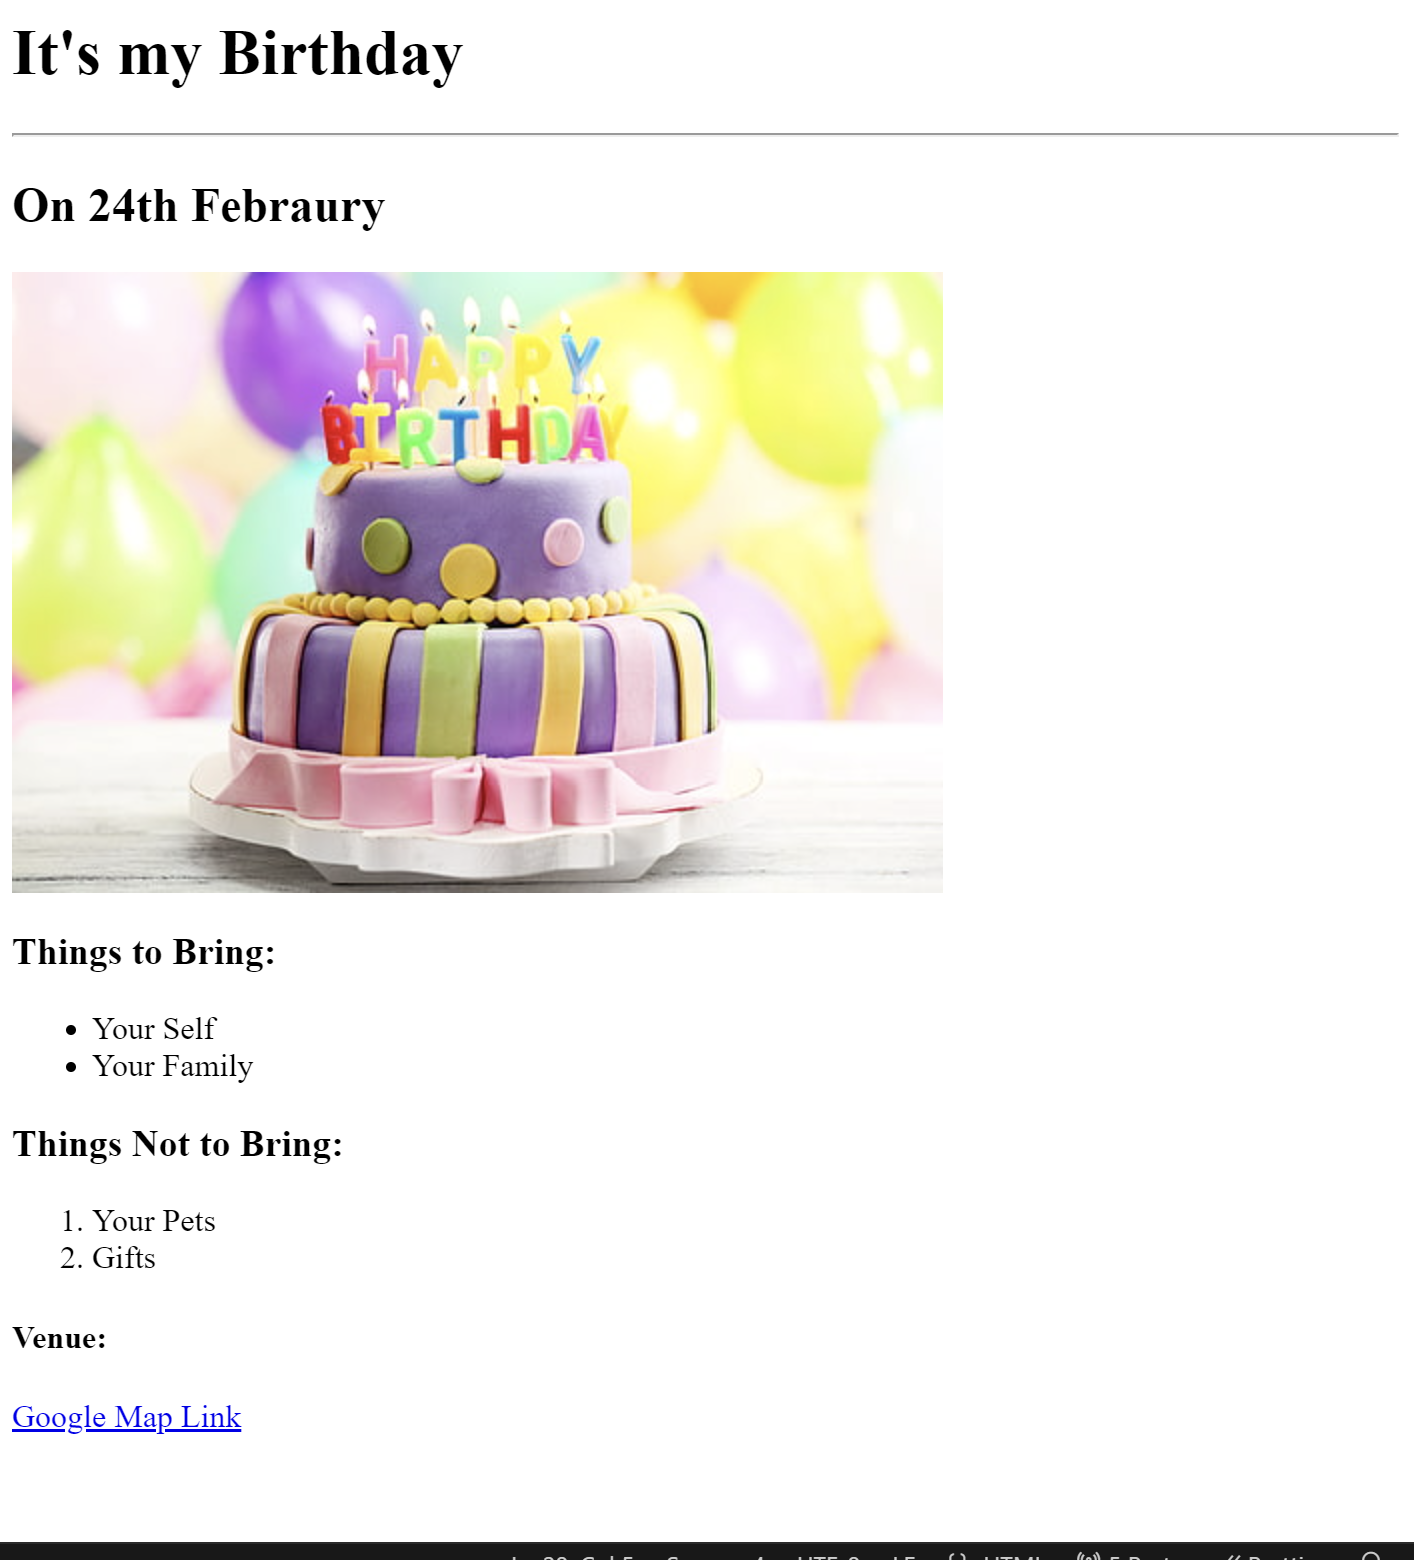 It's my Birthday
On 24th Febraury
HAPPY
BIRTHDAY
Things to Bring:
• Your Self
• Your Family
Things Not to Bring:
1. Your Pets
2. Gifts
Venue:
Google Map Link